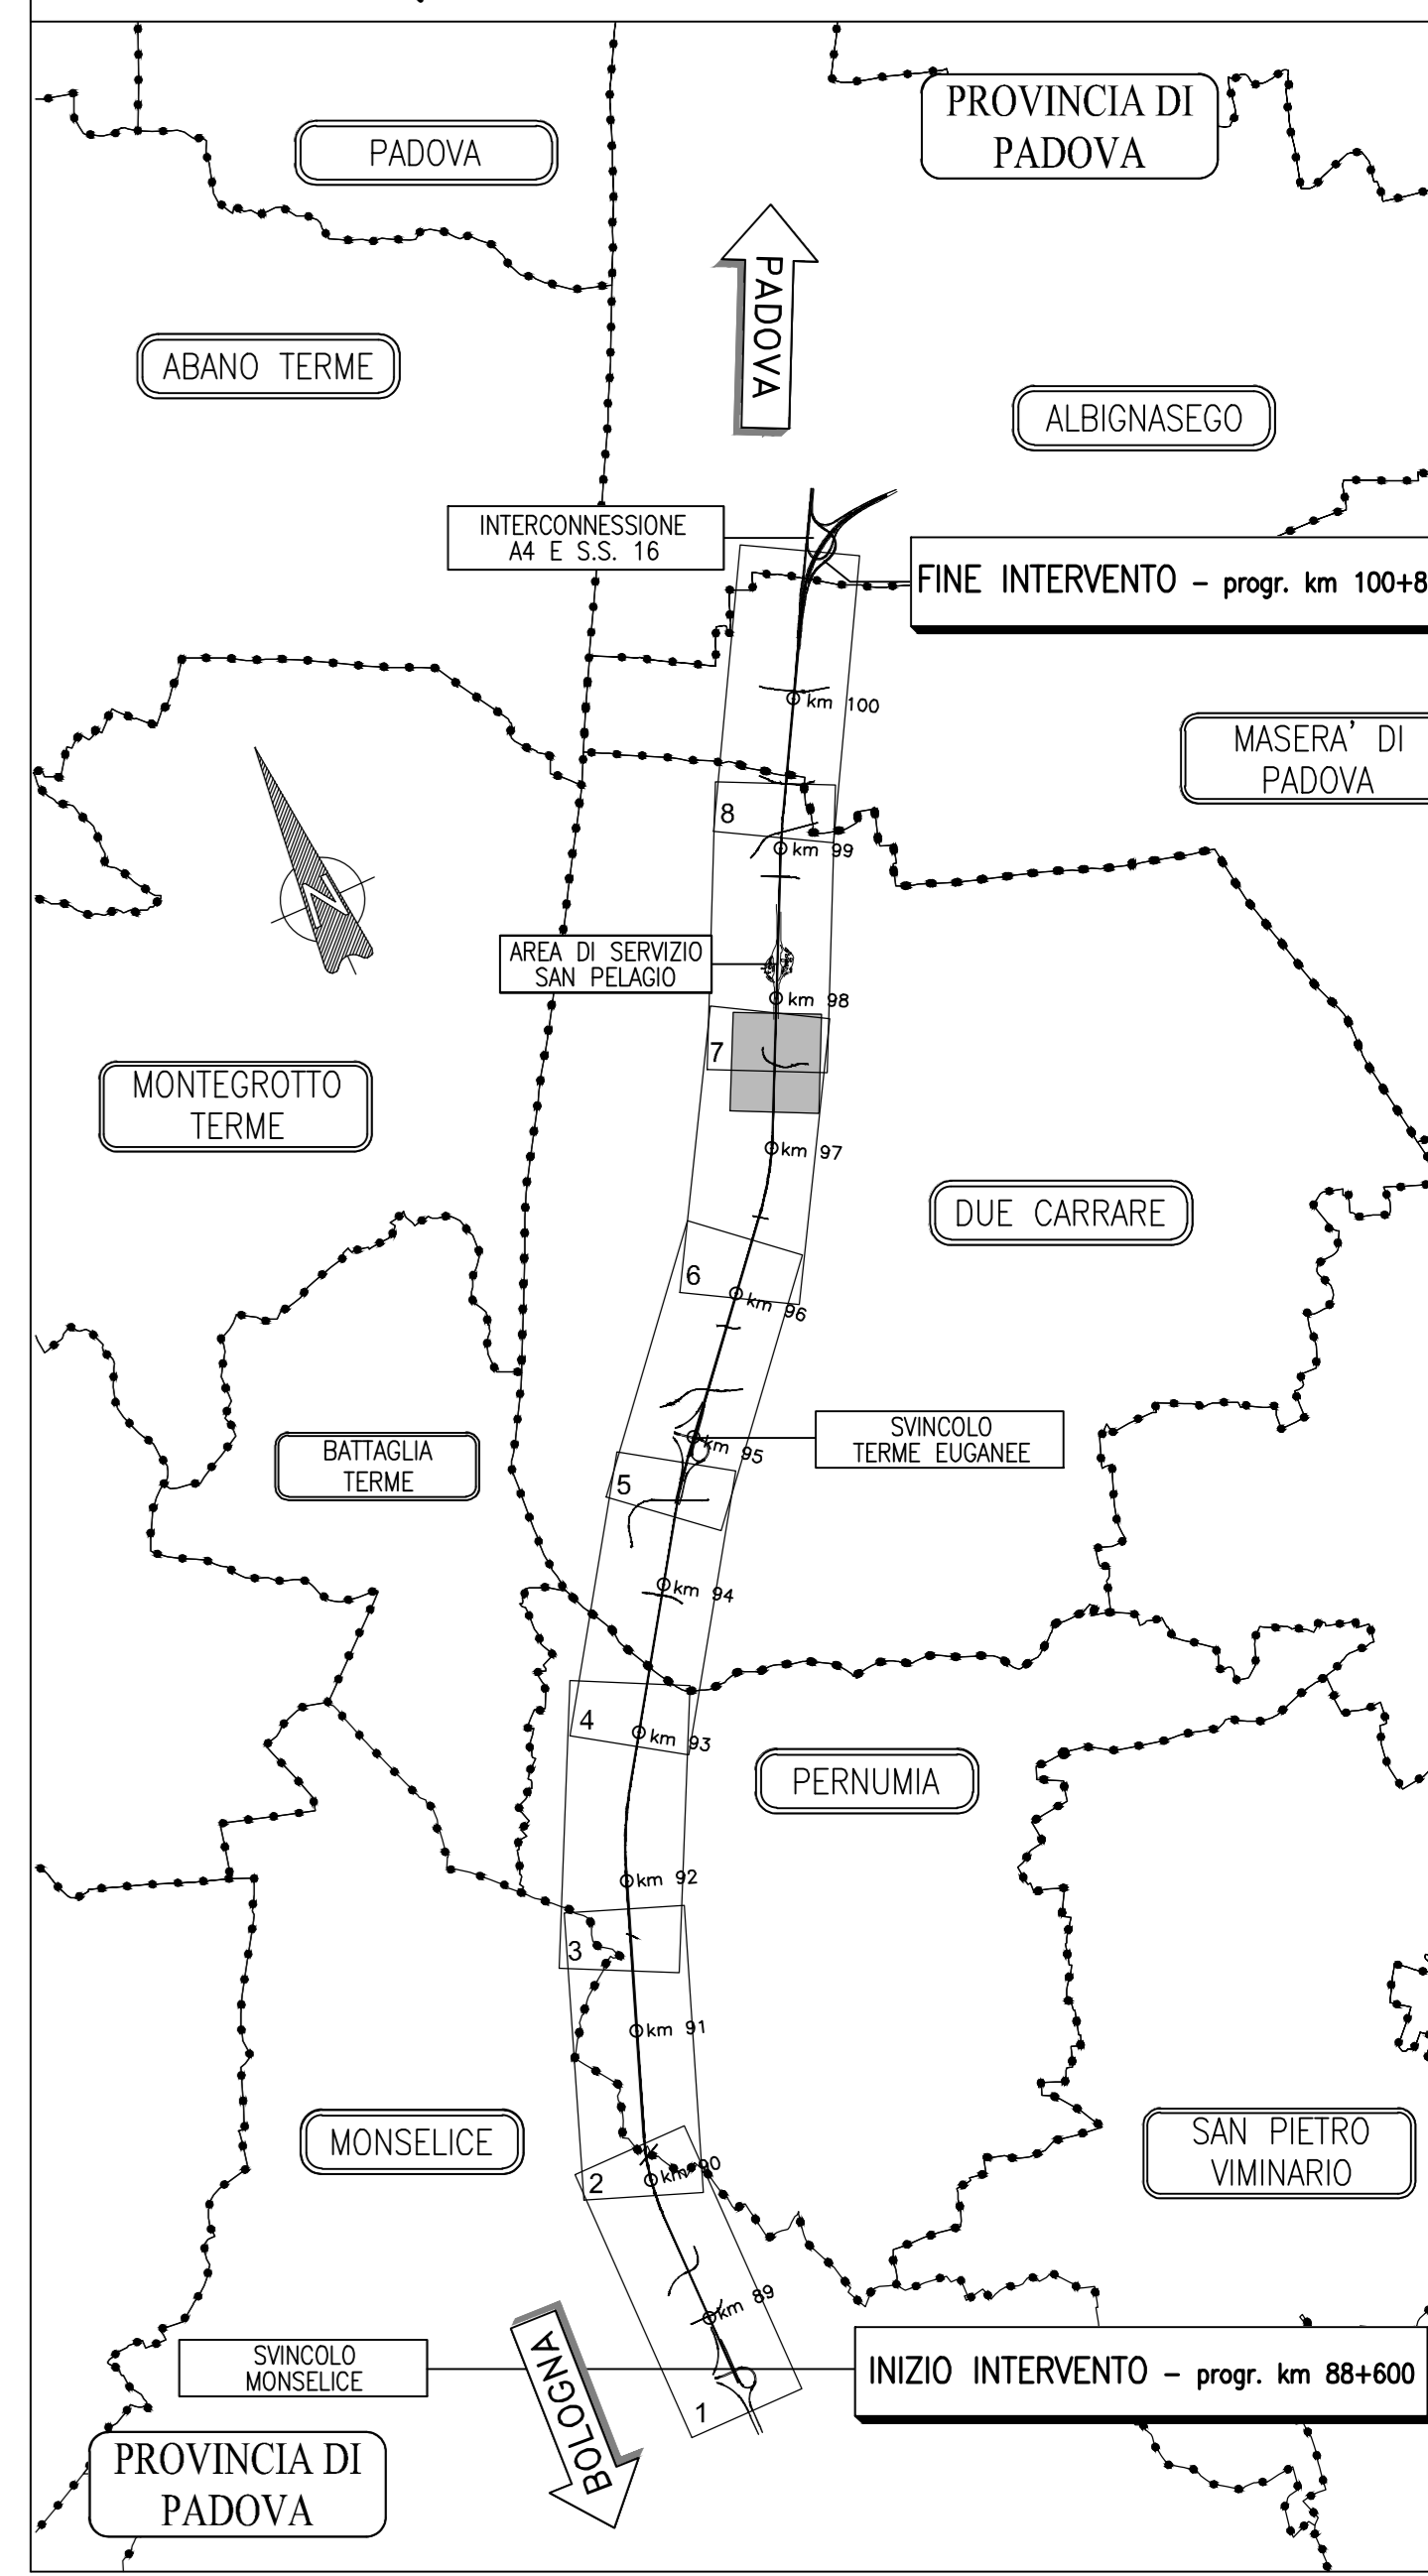 PROVINCIA DI
PADOVA
PADOVA
PADOVA
ABANO TERME
ALBIGNASEGO
INTERCONNESSIONE
A4 E S.S. 16
FINE INTERVENTO – progr. km 100+8
km 100
MASERA' DI
PADOVA
8
km 99
N
AREA DI SERVIZIO
SAN PELAGIO
km 98
7
MONTEGROTTO
TERME
km 97
DUE CARRARE
6
km 96
SVINCOLO
TERME EUGANEE
km 95
BATTAGLIA
TERME
5
km 94
4
km 93
PERNUMIA
km 92
3
km 91
MONSELICE
SAN PIETRO
VIMINARIO
2
km 90
km 89
SVINCOLO
MONSELICE
BOLOGNA
INIZIO INTERVENTO – progr. km 88+600
1
PROVINCIA DI
PADOVA